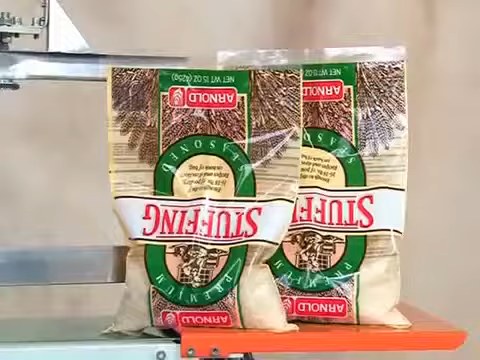 NET WT 15 OZ (425g)
ARNOLD
SEASONED
STUFFING
PREMIUM
ARNOLD
NET WT 15 OZ
ARNOLD
SEASONED
STUFFING
PREMIUM
ARNOLD